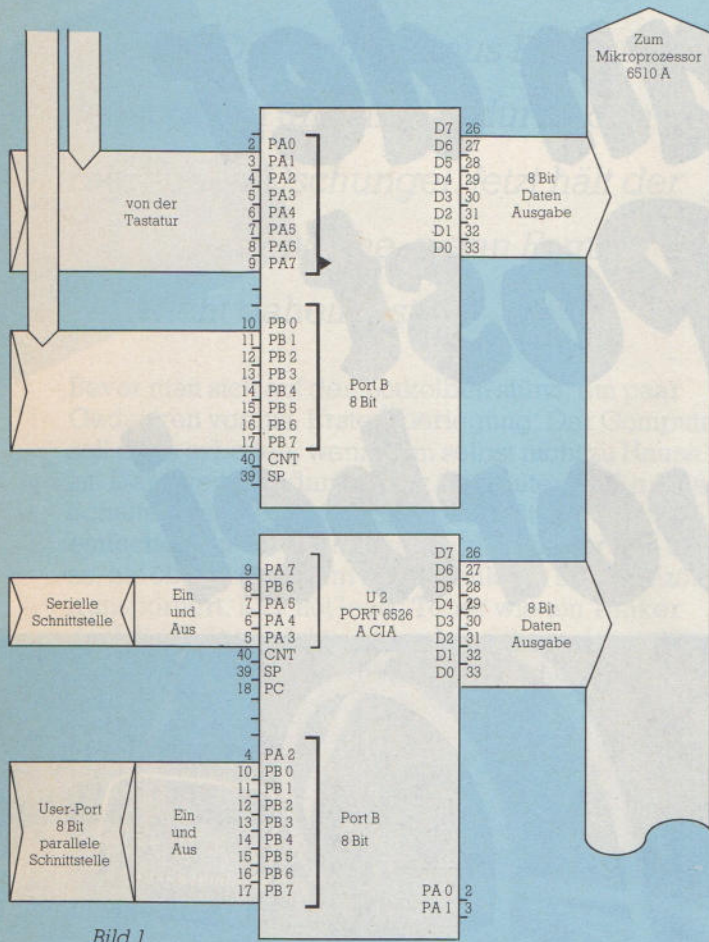 Zum
Mikroprozessor
6510 A
von der
Tastatur
2 PA0
3 PA1
4 PA2
5 PA3
6 PA4
7 PA5
8 PA6
9 PA7
D7 26
D6 27
D5 28
D4 29
D3 30
D2 31
D1 32
D0 33
8 Bit
Daten
Ausgabe
10 PB 0
11 PB 1
12 PB 2
13 PB 3
14 PB 4
15 PB 5
16 PB 6
17 PB 7
40 CNT
39 SP
Port B
8 Bit
Serielle
Schnittstelle
Ein
und
Aus
9 PA 7
8 PB 6
7 PA 5
6 PA 4
5 PA 3
40 CNT
39 SP
18 PC
U 2
PORT 6526
A CIA
D7 26
D6 27
D5 28
D4 29
D3 30
D2 31
D1 32
D0 33
8 Bit
Daten
Ausgabe
User-Port
8 Bit
parallele
Schnittstelle
Ein
und
Aus
4 PA 2
10 PB 0
11 PB 1
12 PB 2
13 PB 3
14 PB 4
15 PB 5
16 PB 6
17 PB 7
Port B
8 Bit
PA 0 2
PA 1 3
Bild 1